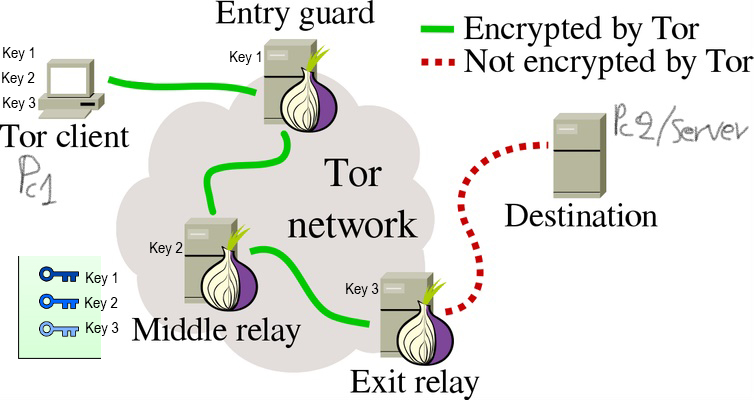 Entry guard
Encrypted by Tor
Not encrypted by Tor
Key 1
Key 2
Key 3
Key 1
Tor client
Pc1
Pc2/Server
Tor
network
Destination
Key 2
Key 3
Key 1
Key 2
Key 3
Middle relay
Exit relay